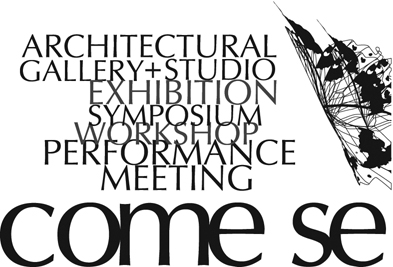 ARCHITECTURAL
GALLERY+STUDIO
EXHIBITION
SYMPOSIUM
WORKSHOP
PERFORMANCE
MEETING
come se